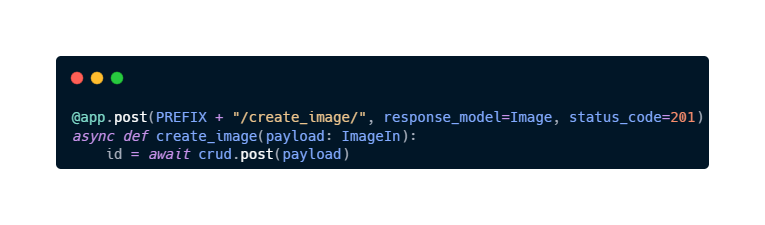 @app.post(PREFIX + "/create_image/", response_model=Image, status_code=201)
async def create_image(payload: ImageIn):
    id = await crud.post(payload)